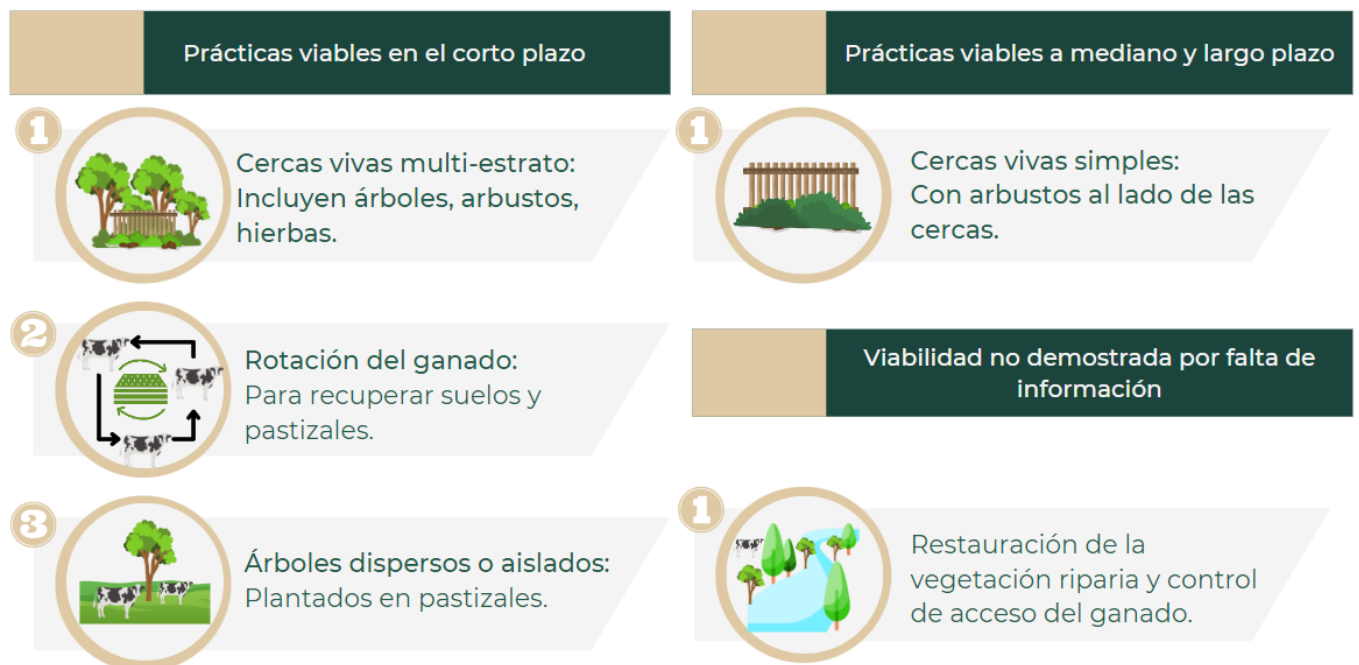 Prácticas viables en el corto plazo
1
Cercas vivas multi-estrato:
Incluyen árboles, arbustos,
hierbas.
2
Rotación del ganado:
Para recuperar suelos y
pastizales.
3
Árboles dispersos o aislados:
Plantados en pastizales.
Prácticas viables a mediano y largo plazo
1
Cercas vivas simples:
Con arbustos al lado de las
cercas.
Viabilidad no demostrada por falta de
información
1
Restauración de la
vegetación riparia y control
de acceso del ganado.